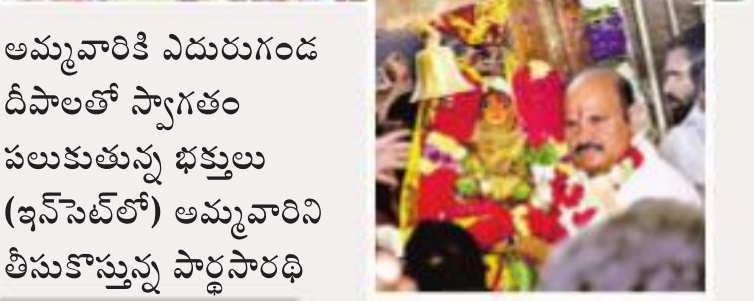 అమ్మవారికి ఎదురుగండ
దీపాలతో స్వాగతం
పలుకుతున్న భక్తులు
(ఇన్‌సెట్‌లో) అమ్మవారిని
తీసుకొస్తున్న పార్థసారథి